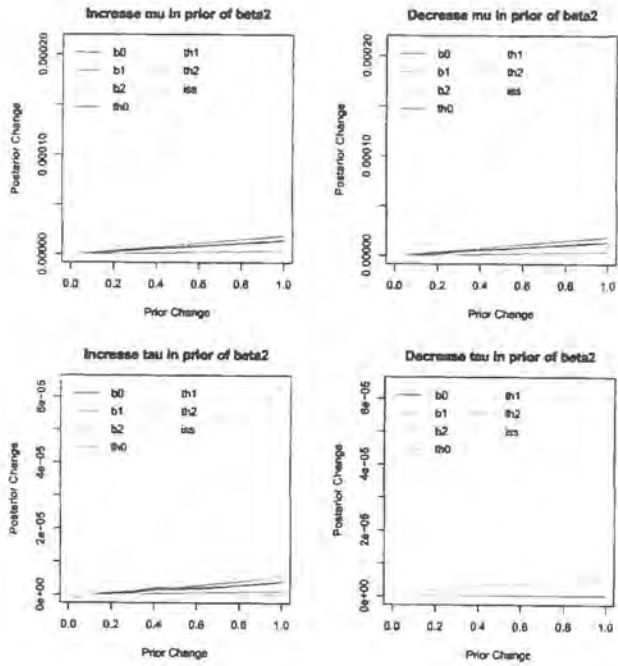 Increase mu in prior of beta2
Posterior Change
0.00020
0.00010
0.00000
b0 th1
b1 th2
b2 iss
th0
0.0 0.2 0.4 0.6 0.8 1.0
Prior Change
Decrease mu in prior of beta2
Posterior Change
0.00020
0.00010
0.00000
b0 th1
b1 th2
b2 iss
th0
0.0 0.2 0.4 0.6 0.8 1.0
Prior Change
Increase tau in prior of beta2
Posterior Change
6e-05
4e-05
2e-05
0e+00
b0 th1
b1 th2
b2 iss
th0
0.0 0.2 0.4 0.6 0.8 1.0
Prior Change
Decrease tau in prior of beta2
Posterior Change
6e-05
4e-05
2e-05
0e+00
b0 th1
b1 th2
b2 iss
th0
0.0 0.2 0.4 0.6 0.8 1.0
Prior Change